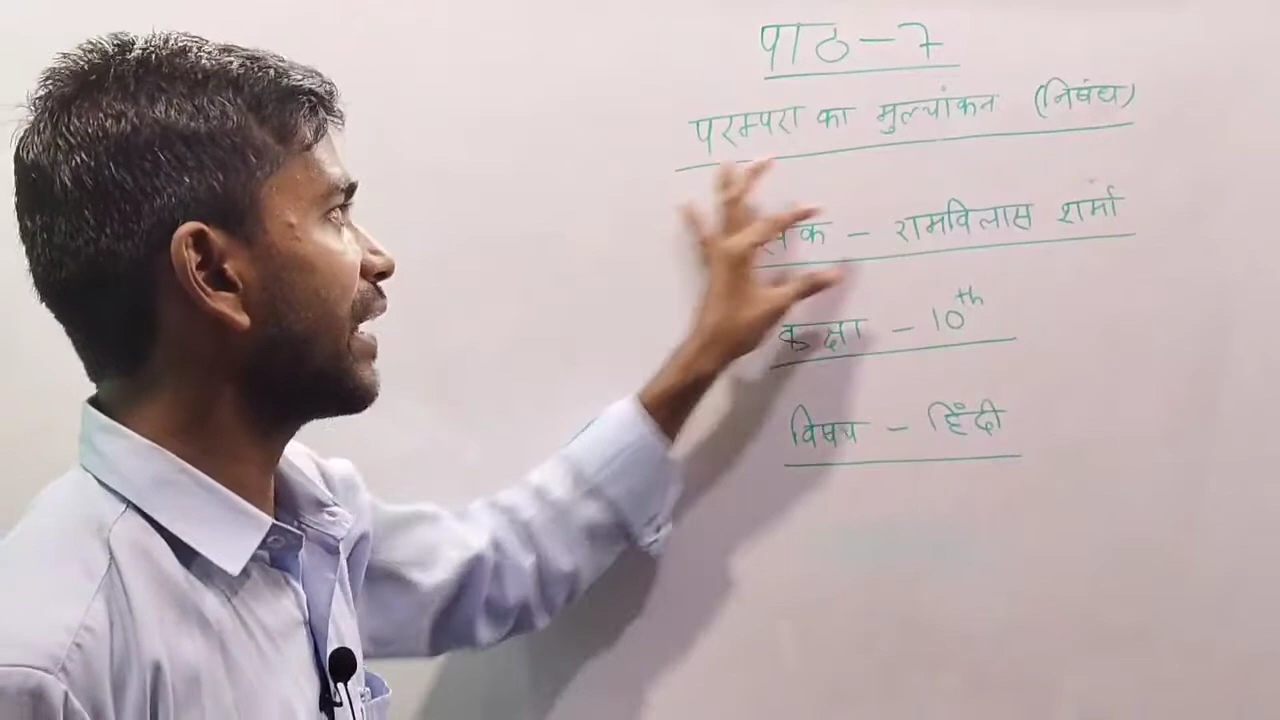 पाठ - 7
परम्परा का मुल्यांकन (निबंध)
- रामविलास शर्मा
कक्षा - 10th
विषय - हिंदी